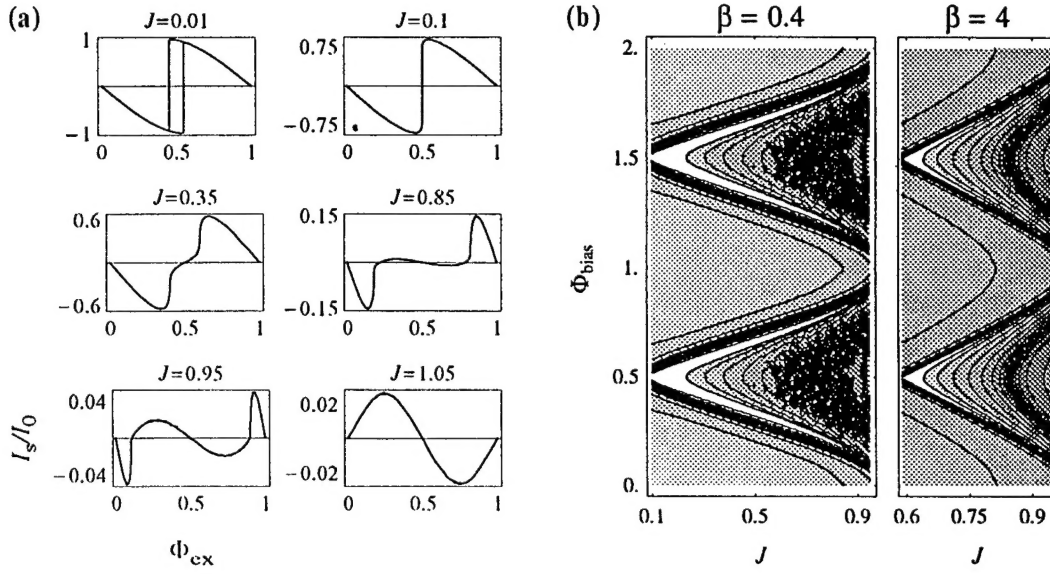 (a)
J=0.01
1
−1
0 0.5 1
J=0.1
0.75
−0.75
0 0.5 1
J=0.35
0.6
−0.6
0 0.5 1
J=0.85
0.15
−0.15
0 0.5 1
J=0.95
0.04
−0.04
0 0.5 1
J=1.05
0.02
−0.02
0 0.5 1
I_s/I_0
Φ_ex
(b)
β = 0.4
β = 4
2.
1.5
1.
0.5
0.
Φ_bias
0.1 0.5 0.9
0.6 0.75 0.9
J
J